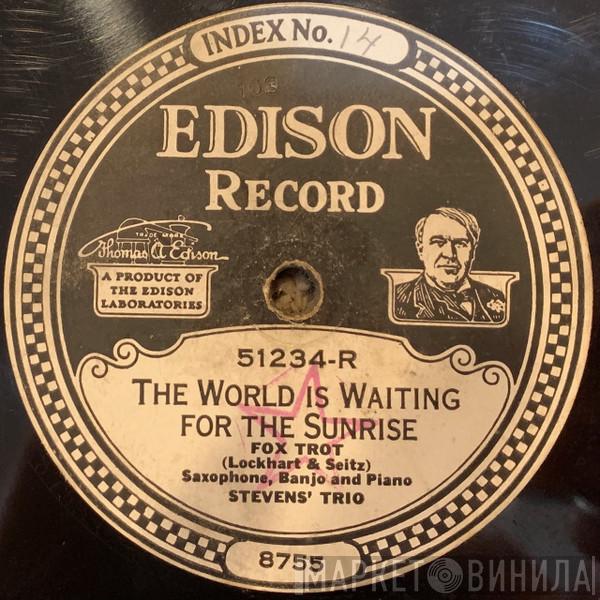 INDEX No. 14
103
EDISON
RECORD
TRADE MARK
Thomas A Edison
A PRODUCT OF
THE EDISON
LABORATORIES
51234-R
THE WORLD IS WAITING
FOR THE SUNRISE
FOX TROT
(Lockhart & Seitz)
Saxophone, Banjo and Piano
STEVENS' TRIO
8755
МАРКЕТ ВИНИЛА